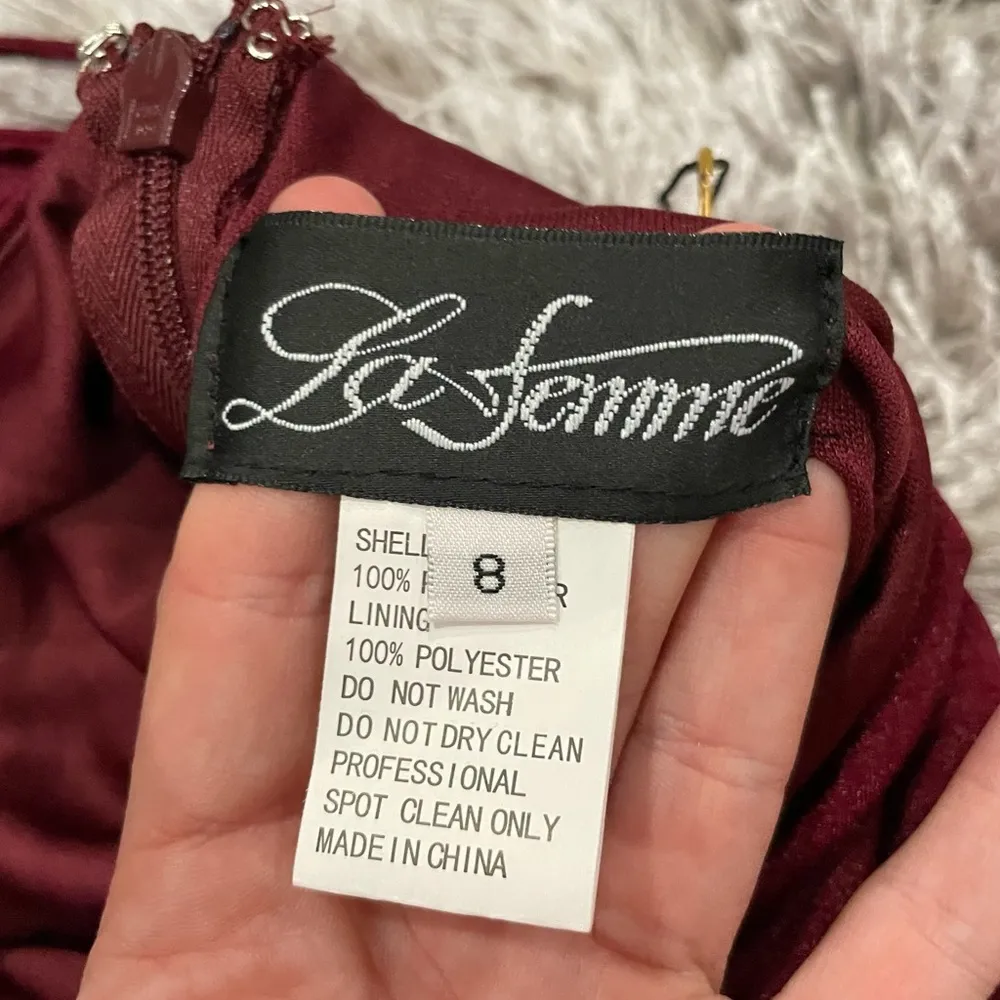 La Femme
8
SHELL
100%
LINING
100% POLYESTER
DO NOT WASH
DO NOT DRY CLEAN
PROFESSIONAL
SPOT CLEAN ONLY
MADE IN CHINA